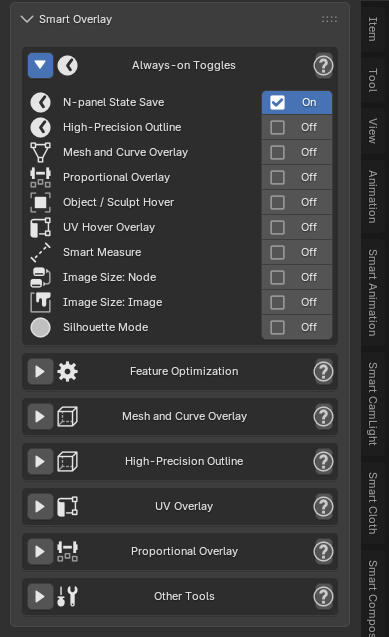 Smart Overlay
Always-on Toggles
?
N-panel State Save On
High-Precision Outline Off
Mesh and Curve Overlay Off
Proportional Overlay Off
Object / Sculpt Hover Off
UV Hover Overlay Off
Smart Measure Off
Image Size: Node Off
Image Size: Image Off
Silhouette Mode Off
Feature Optimization ?
Mesh and Curve Overlay ?
High-Precision Outline ?
UV Overlay ?
Proportional Overlay ?
Other Tools ?
Item
Tool
View
Animation
Smart Animation
Smart CamLight
Smart Cloth
Smart Compos